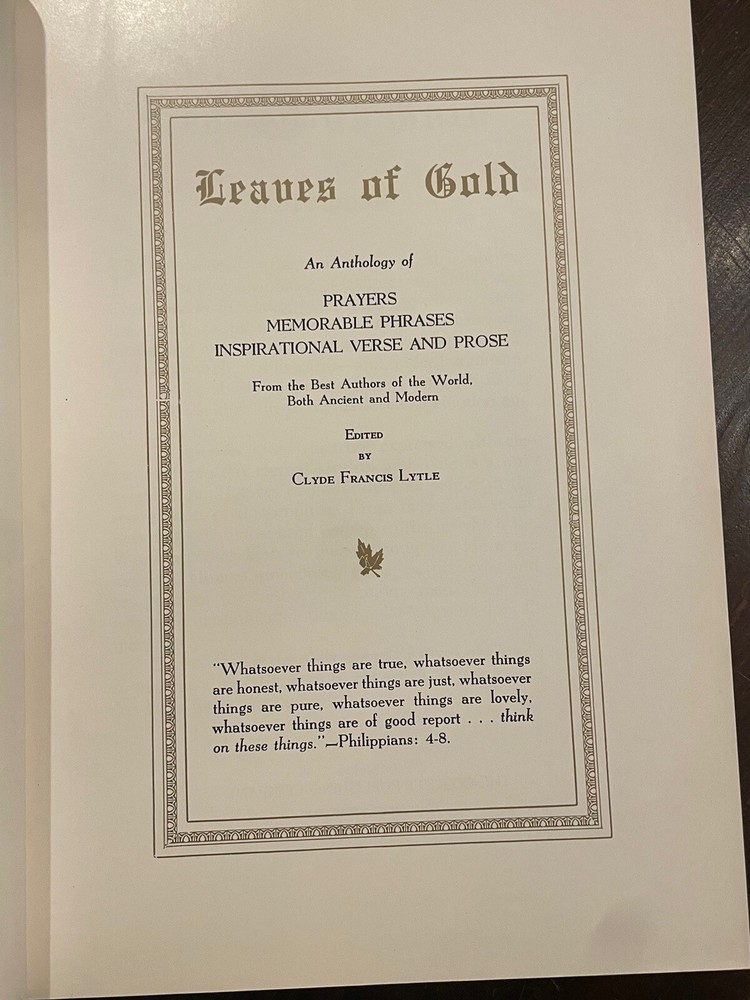 Leaves of Gold
An Anthology of
PRAYERS
MEMORABLE PHRASES
INSPIRATIONAL VERSE AND PROSE
From the Best Authors of the World,
Both Ancient and Modern
EDITED
BY
CLYDE FRANCIS LYTLE
"Whatsoever things are true, whatsoever things
are honest, whatsoever things are just, whatsoever
things are pure, whatsoever things are lovely,
whatsoever things are of good report . . . think
on these things."—Philippians: 4-8.